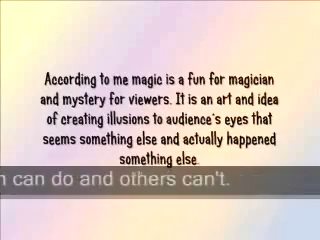 According to me magic is a fun for magician
and mystery for viewers. It is an art and idea
of creating illusions to audience's eyes that
seems something else and actually happened
something else.
can do and others can't.